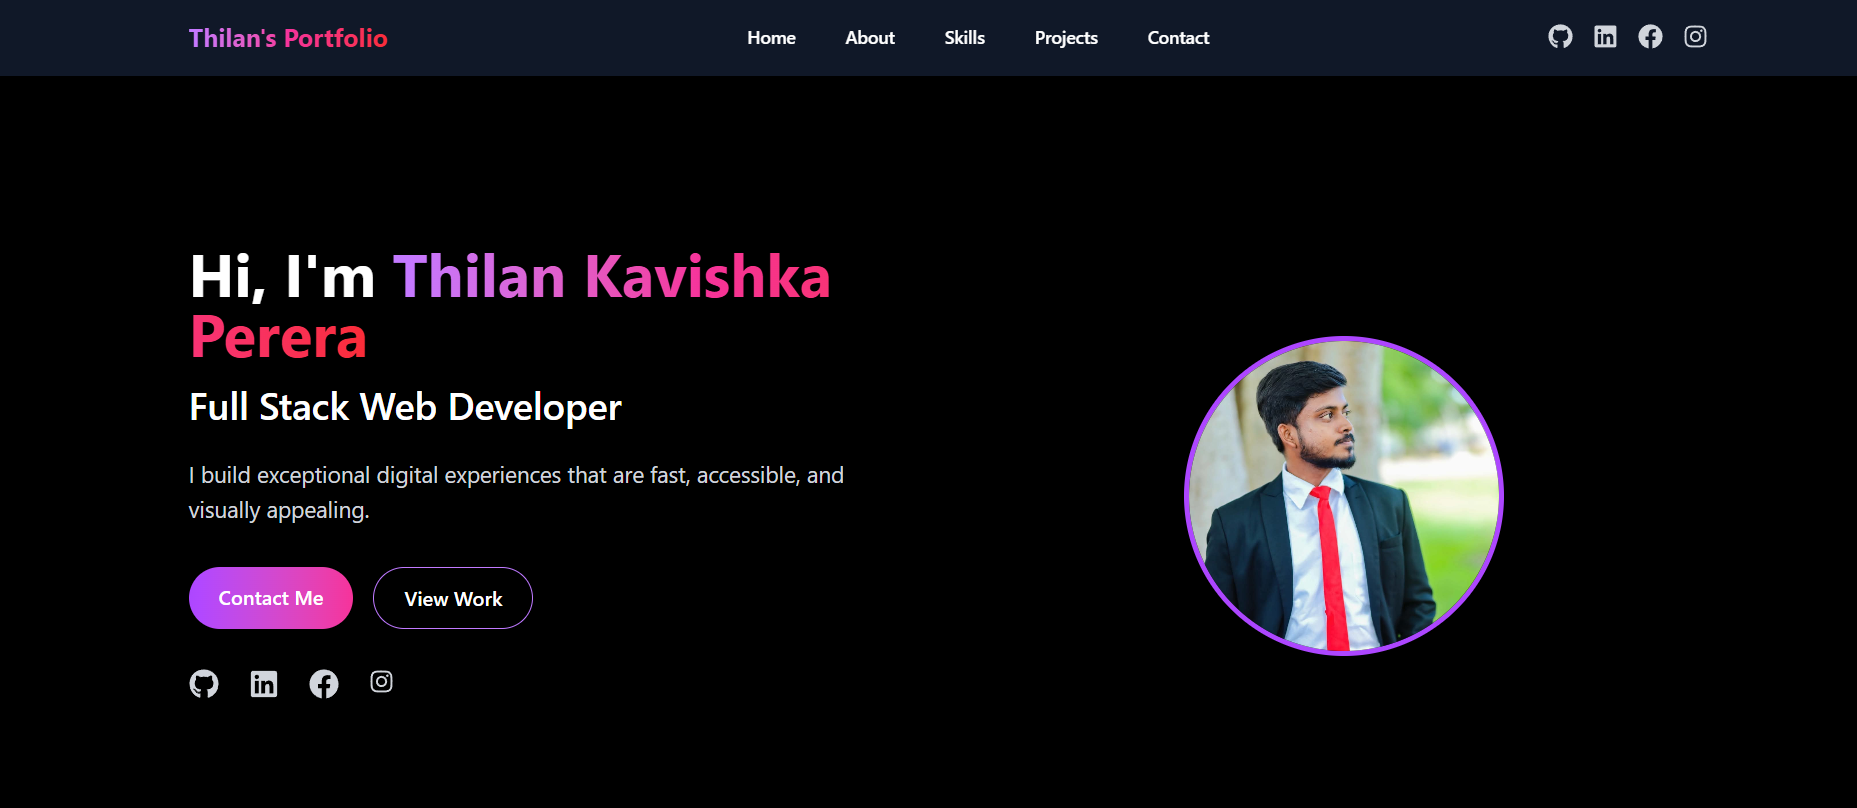 Thilan's Portfolio
Home About Skills Projects Contact
Hi, I'm Thilan Kavishka
Perera
Full Stack Web Developer
I build exceptional digital experiences that are fast, accessible, and
visually appealing.
Contact Me View Work